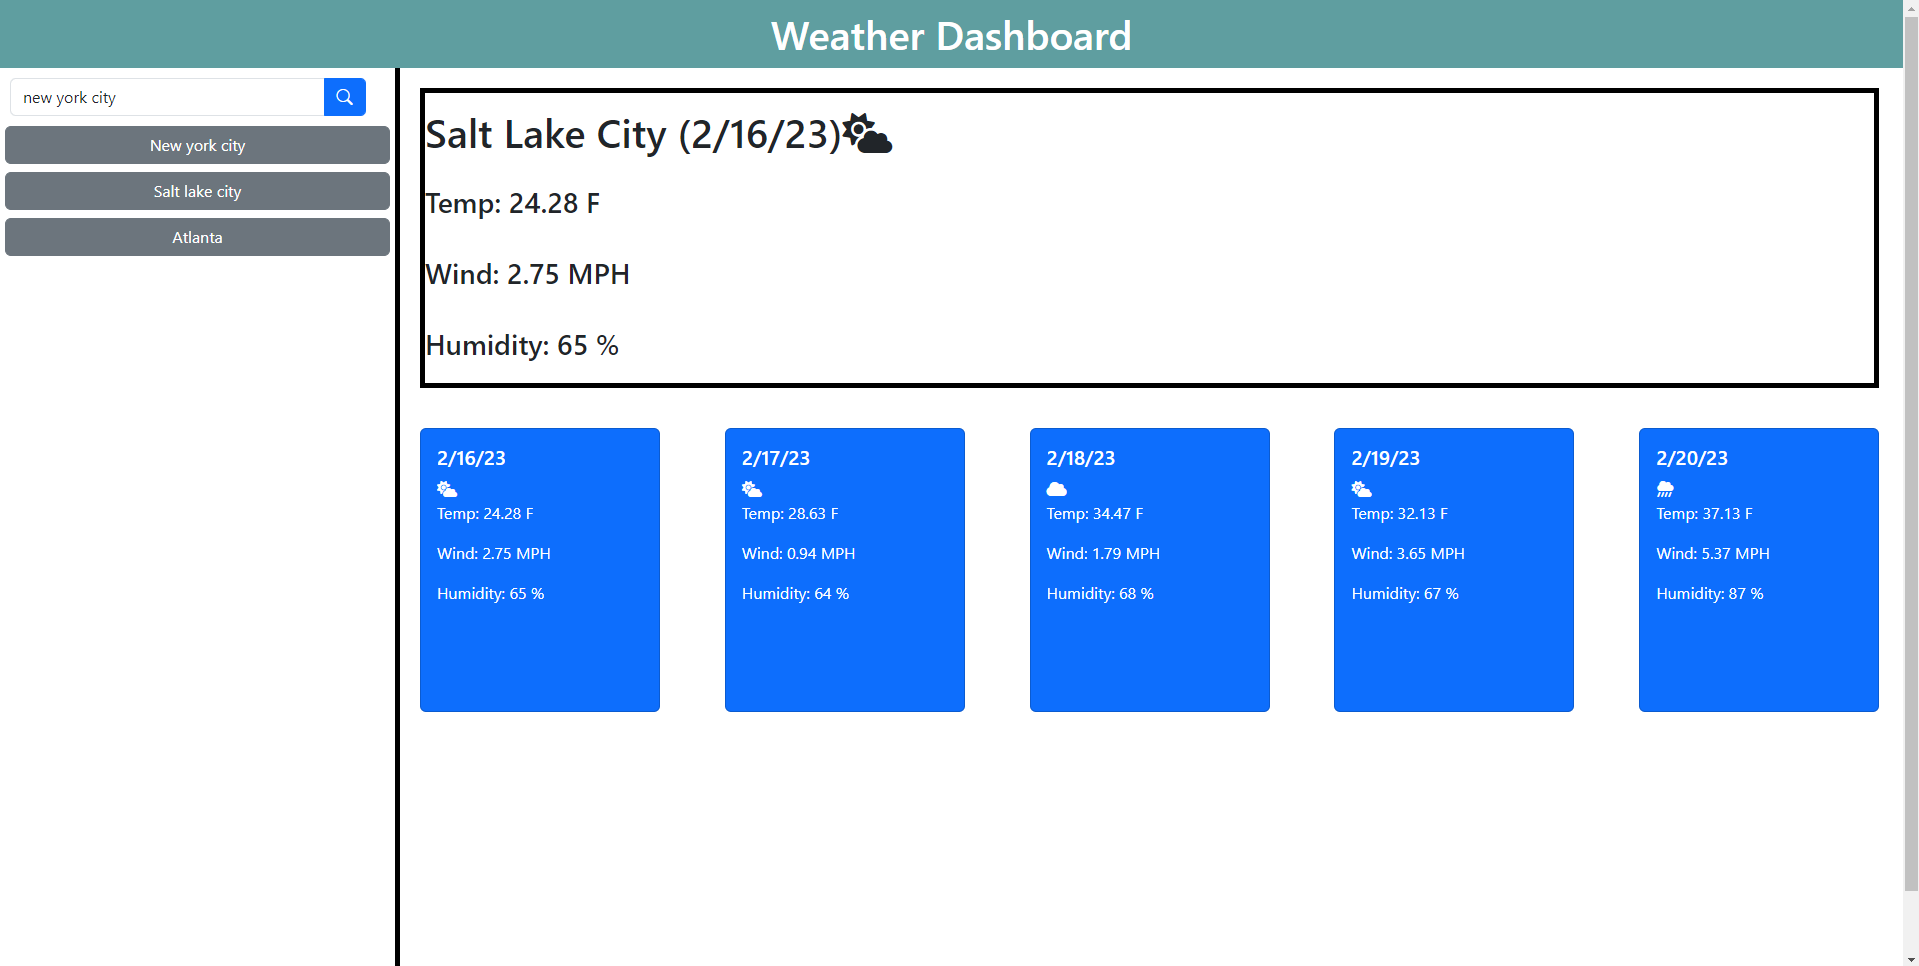 Weather Dashboard
new york city
New york city
Salt lake city
Atlanta
Salt Lake City (2/16/23)
Temp: 24.28 F
Wind: 2.75 MPH
Humidity: 65 %
2/16/23
Temp: 24.28 F
Wind: 2.75 MPH
Humidity: 65 %
2/17/23
Temp: 28.63 F
Wind: 0.94 MPH
Humidity: 64 %
2/18/23
Temp: 34.47 F
Wind: 1.79 MPH
Humidity: 68 %
2/19/23
Temp: 32.13 F
Wind: 3.65 MPH
Humidity: 67 %
2/20/23
Temp: 37.13 F
Wind: 5.37 MPH
Humidity: 87 %